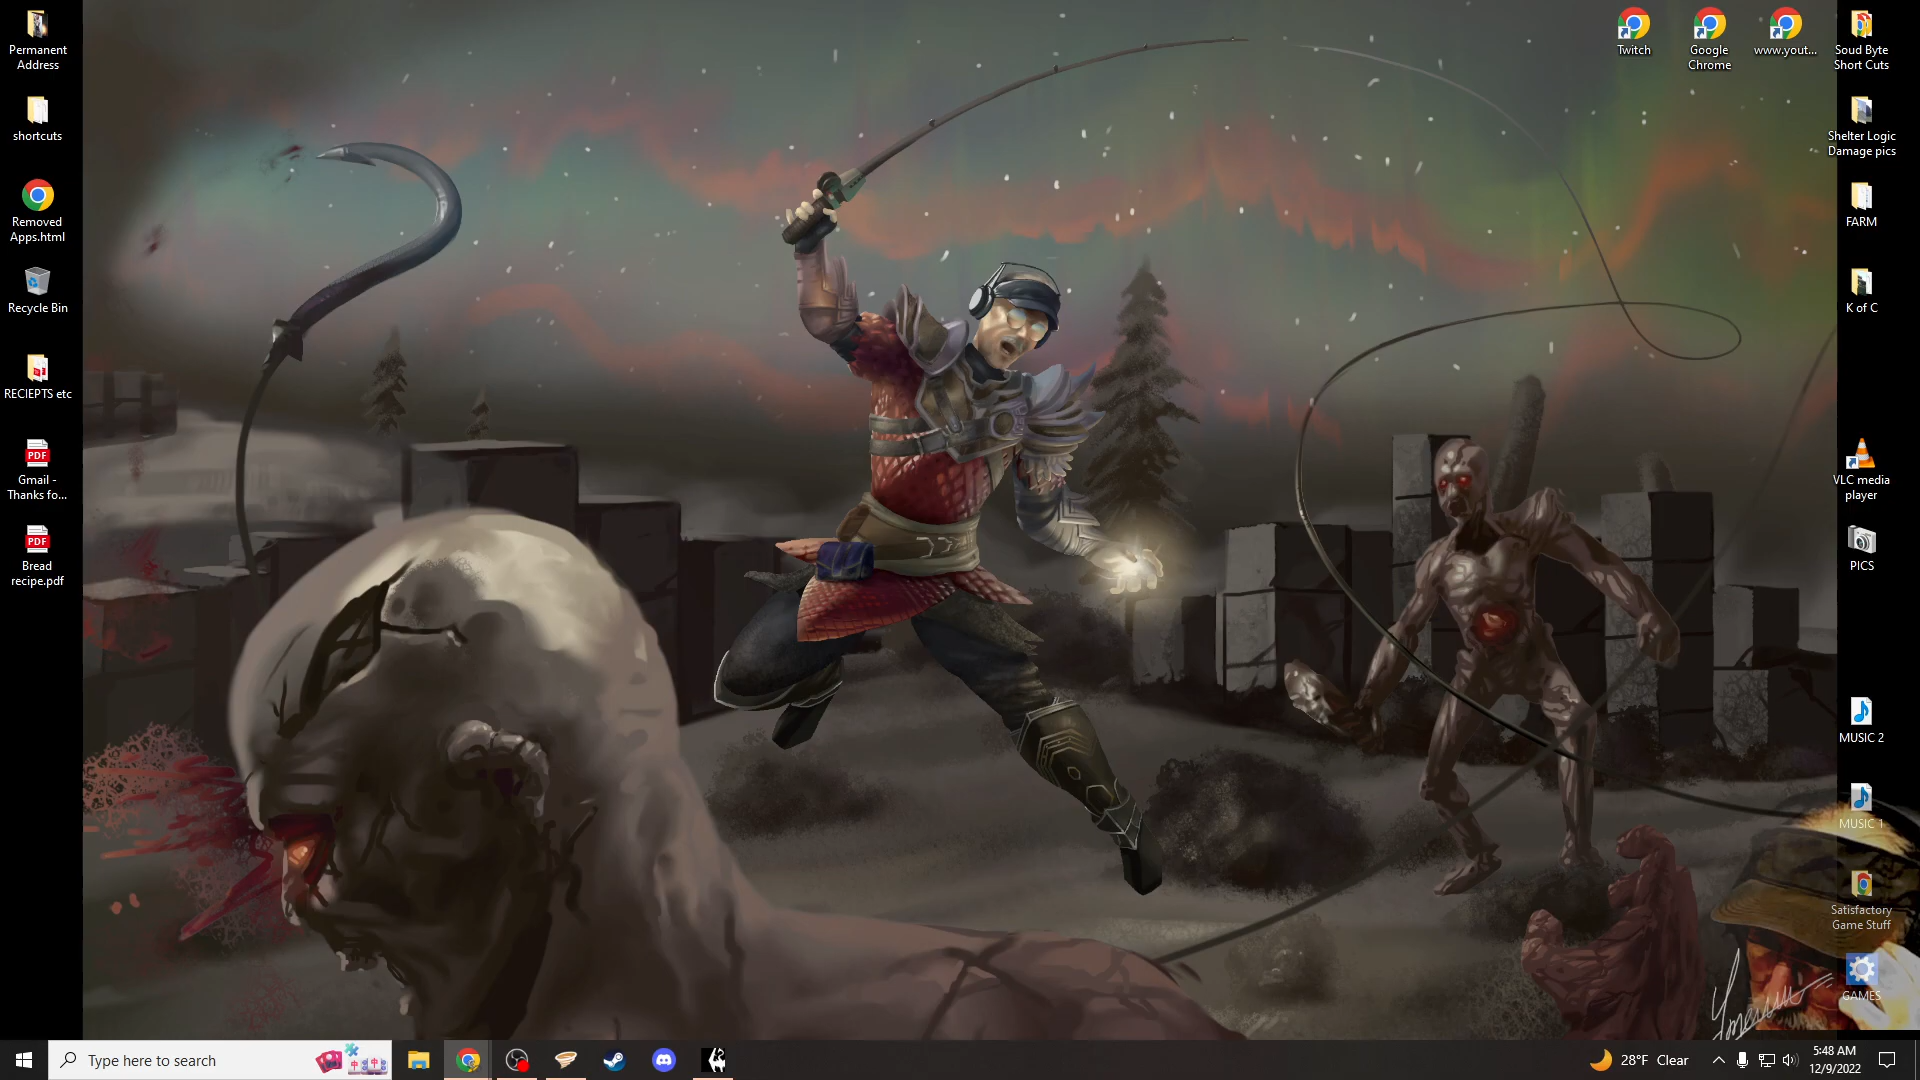 Permanent
Address
shortcuts
Removed
Apps.html
Recycle Bin
RECIEPTS etc
PDF
Gmail -
Thanks fo...
PDF
Bread
recipe.pdf
Twitch
Google
Chrome
www.yout...
Soud Byte
Short Cuts
Shelter Logic
Damage pics
FARM
K of C
VLC media
player
PICS
MUSIC 2
MUSIC 1
Satisfactory
Game Stuff
GAMES
Type here to search
28°F Clear
5:48 AM
12/9/2022